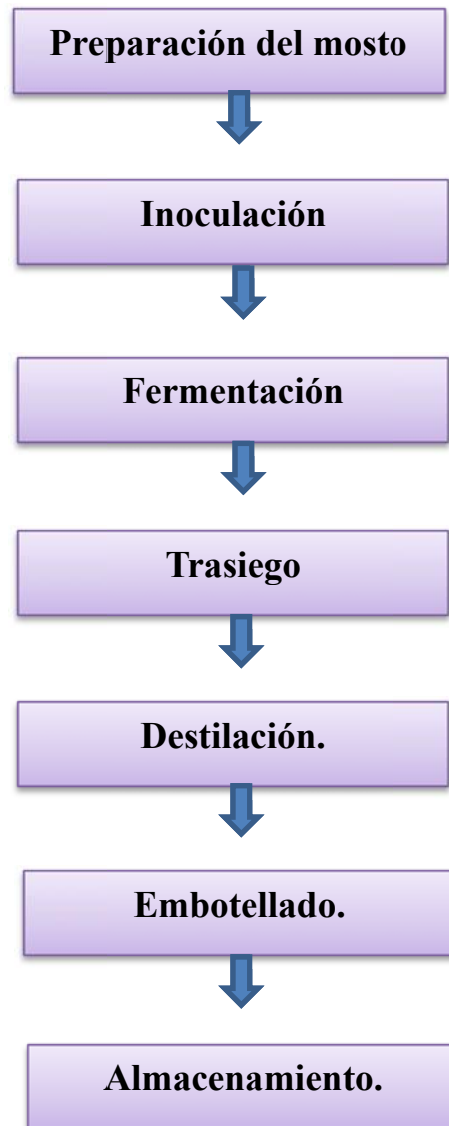 Preparación del mosto
Inoculación
Fermentación
Trasiego
Destilación.
Embotellado.
Almacenamiento.